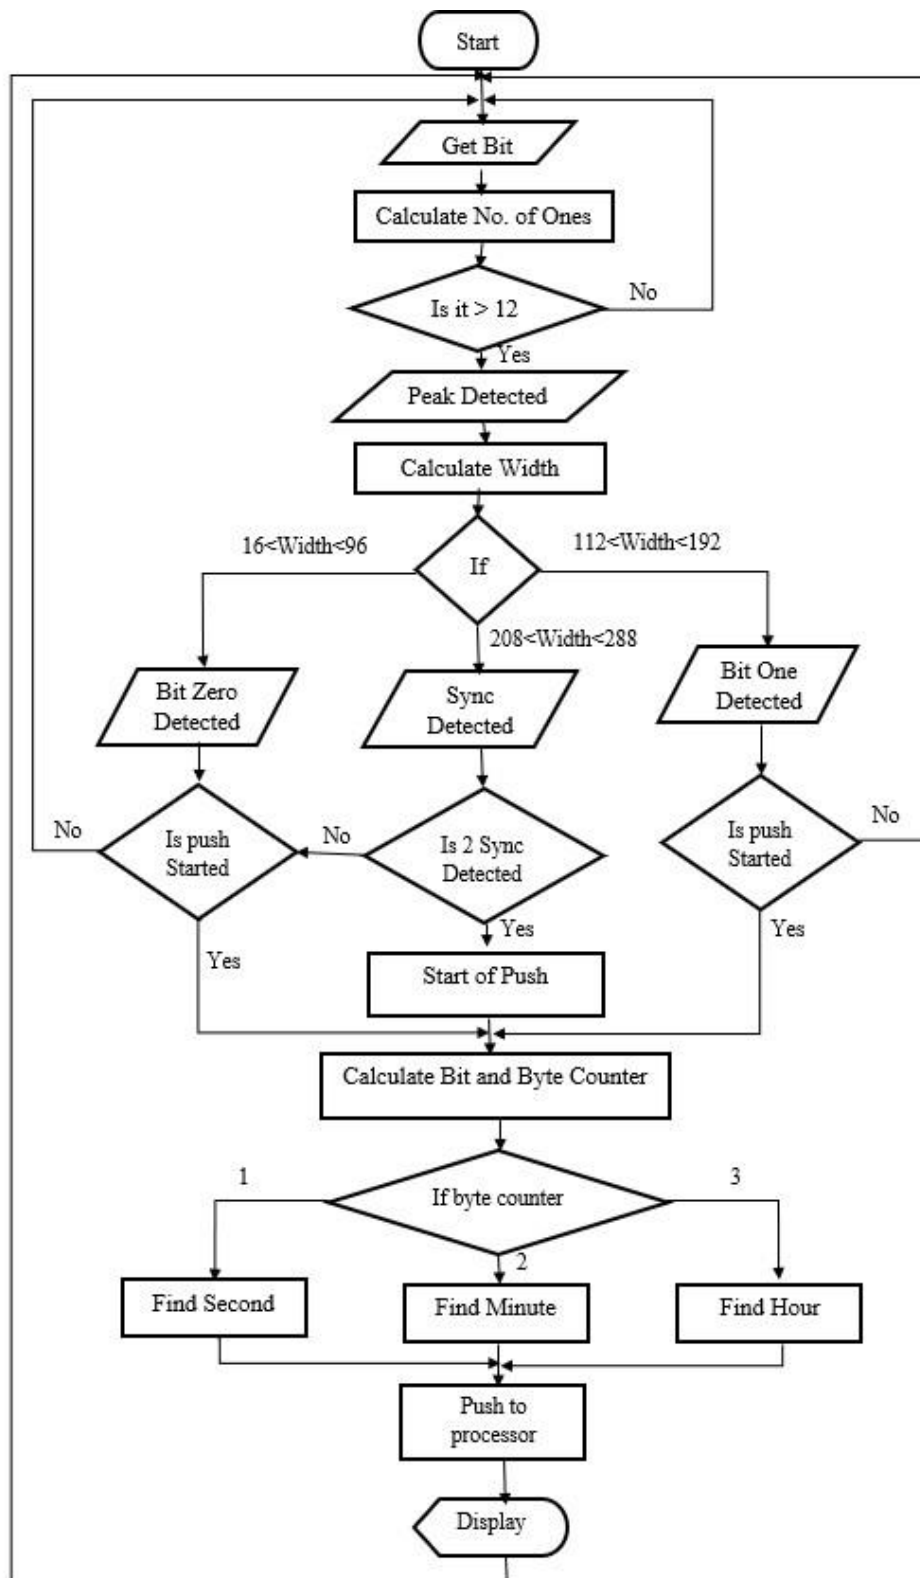 Start
Get Bit
Calculate No. of Ones
Is it > 12
No
Yes
Peak Detected
Calculate Width
16<Width<96
112<Width<192
If
208<Width<288
Bit Zero
Detected
Sync
Detected
Bit One
Detected
No
Is push
Started
No
Is 2 Sync
Detected
Is push
Started
No
Yes
Yes
Yes
Start of Push
Calculate Bit and Byte Counter
1
If byte counter
3
2
Find Second
Find Minute
Find Hour
Push to
processor
Display